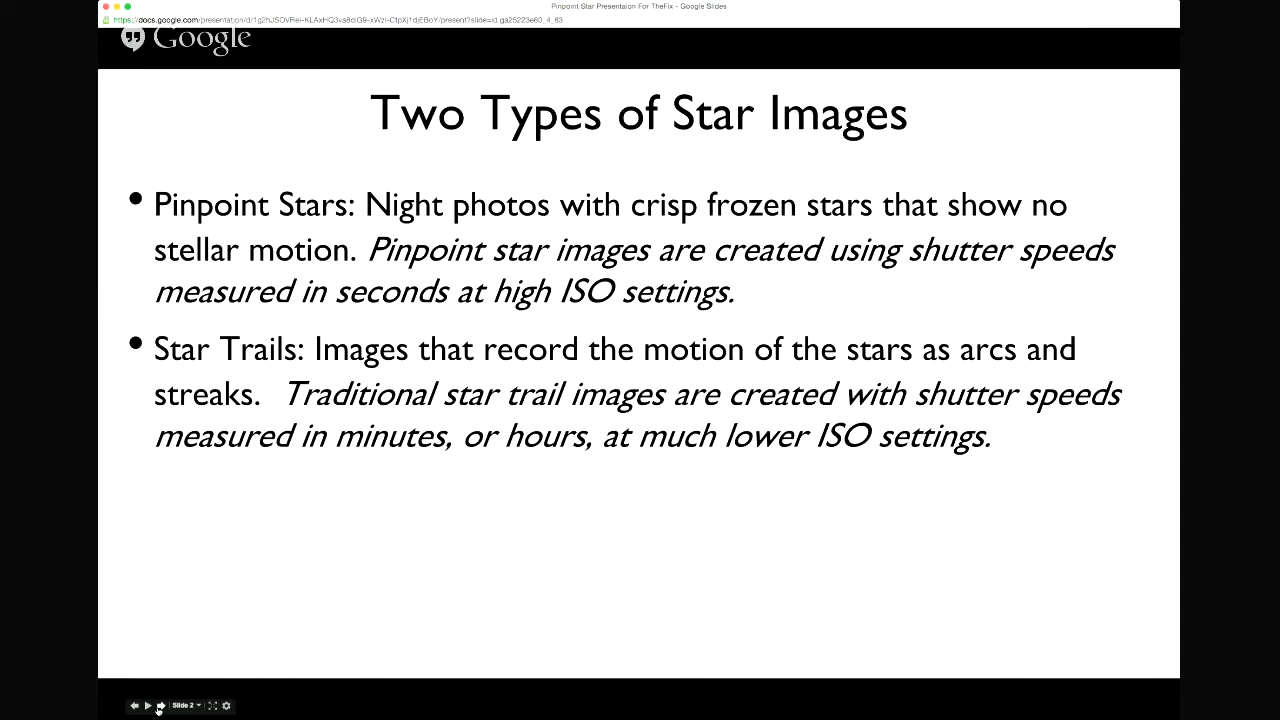 Pinpoint Star Presentaion For TheFix - Google Slides
Google
Two Types of Star Images
• Pinpoint Stars: Night photos with crisp frozen stars that show no
stellar motion. Pinpoint star images are created using shutter speeds
measured in seconds at high ISO settings.
• Star Trails: Images that record the motion of the stars as arcs and
streaks. Traditional star trail images are created with shutter speeds
measured in minutes, or hours, at much lower ISO settings.
Slide 2